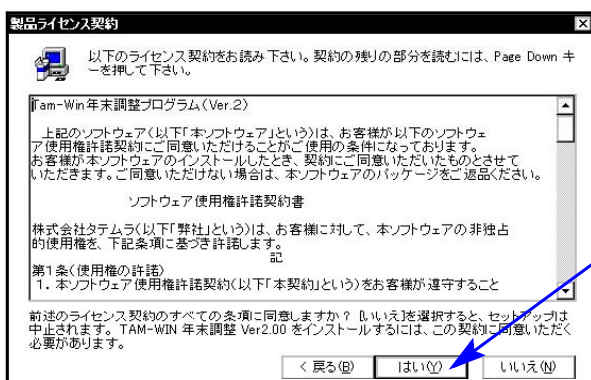 製品ライセンス契約
以下のライセンス契約をお読み下さい。契約の残りの部分を読むには、Page Down キ
ーを押して下さい。
Tam-Win年末調整プログラム(Ver.2)
上記のソフトウェア(以下「本ソフトウェア」という)は、お客様が以下のソフトウェ
ア使用権許諾契約にご同意いただけることがご使用の条件になっております。
お客様が本ソフトウェアのインストールしたとき、契約にご同意いただいたものとさせて
いただきます。ご同意いただけない場合は、本ソフトウェアのパッケージをご返品ください。
ソフトウェア使用権許諾契約書
株式会社タテムラ(以下「弊社」という)は、お客様に対して、本ソフトウェアの非独占
的使用権を、下記条項に基づき許諾します。
記
第1条(使用権の許諾)
1. 本ソフトウェア使用権許諾契約(以下「本契約」という)をお客様が遵守すること
前述のライセンス契約のすべての条項に同意しますか? [いいえ]を選択すると、セットアップは
中止されます。TAM-WIN 年末調整 Ver2.00 をインストールするには、この契約に同意いただく
必要があります。
< 戻る(B) はい(Y) いいえ(N)